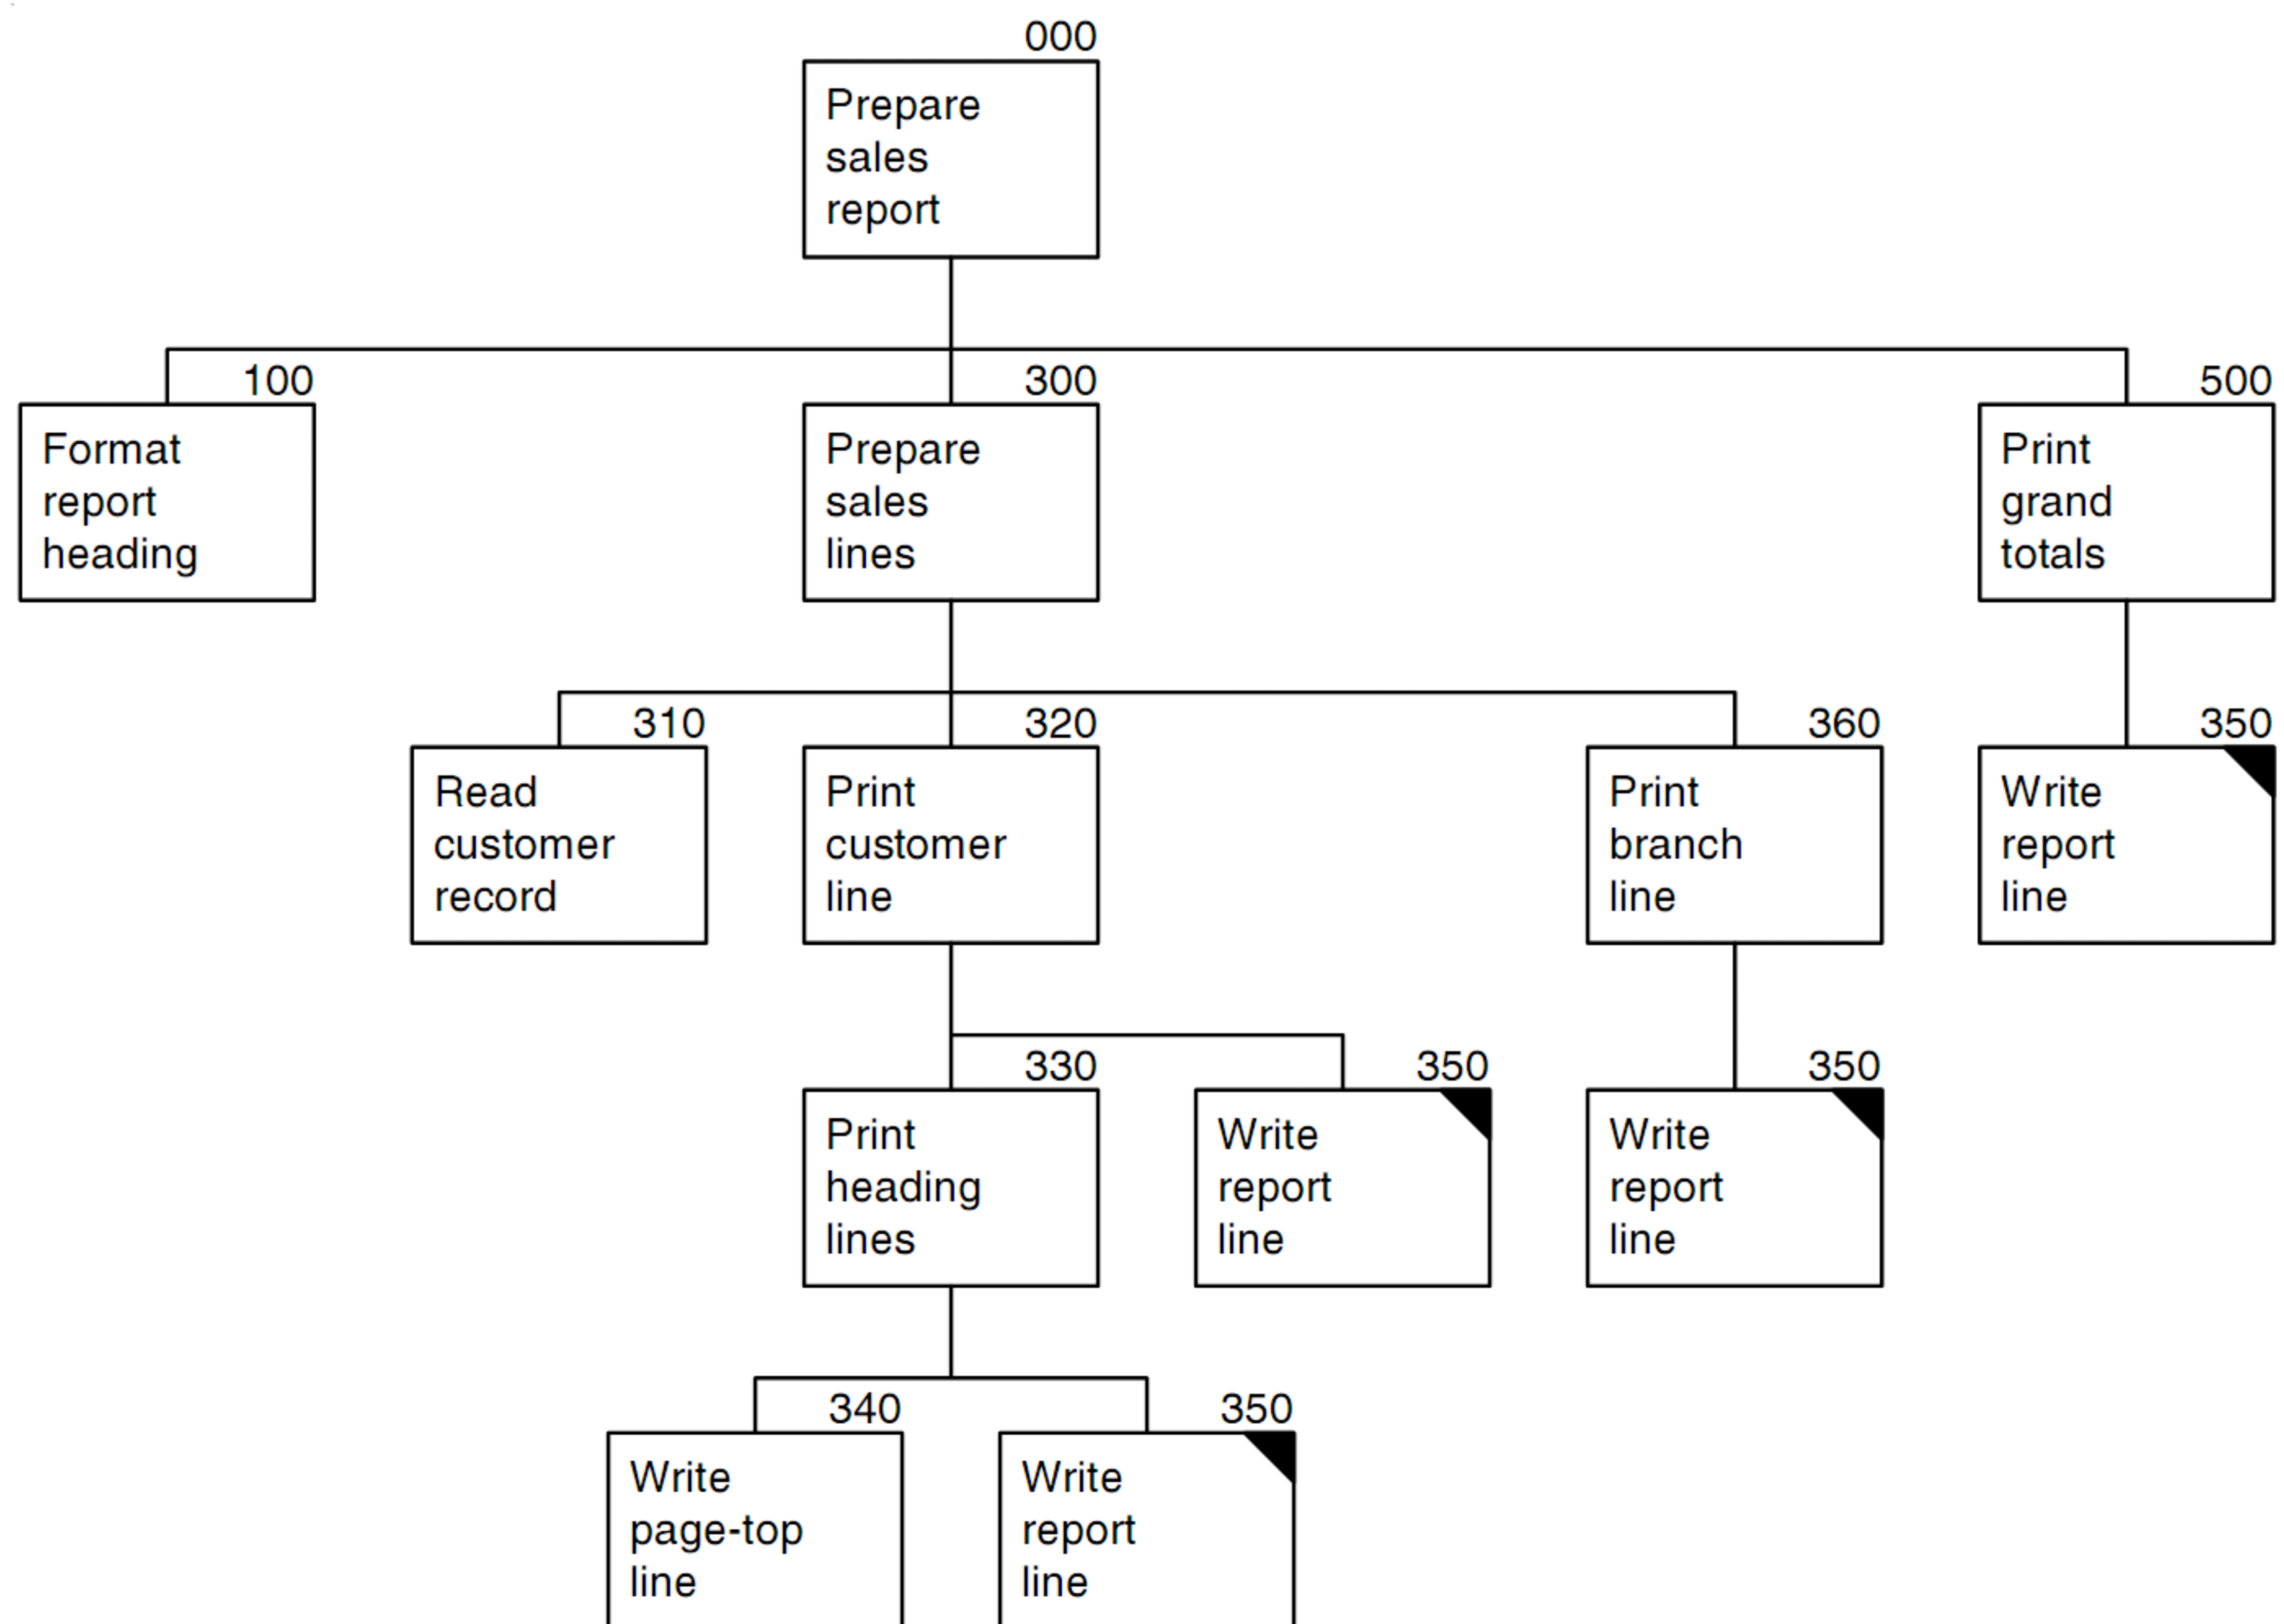 000
Prepare
sales
report
100
Format
report
heading
300
Prepare
sales
lines
500
Print
grand
totals
310
Read
customer
record
320
Print
customer
line
360
Print
branch
line
350
Write
report
line
330
Print
heading
lines
350
Write
report
line
350
Write
report
line
340
Write
page-top
line
350
Write
report
line